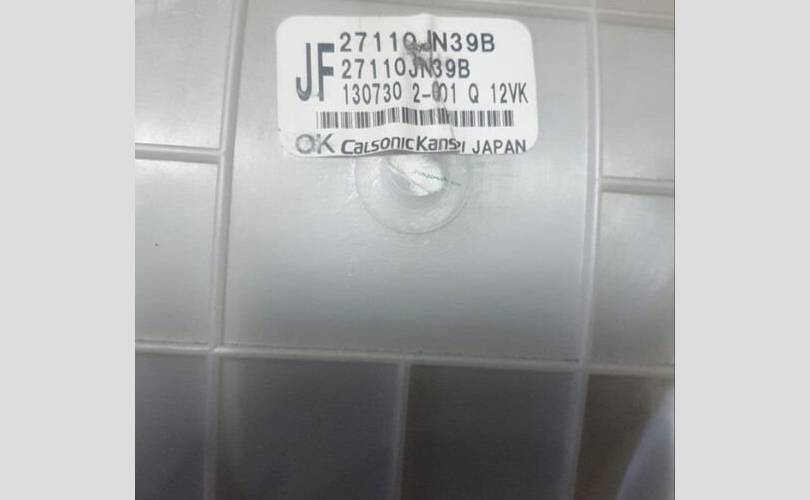 JF
27110JN39B
27110JN39B
130730 2-001 Q 12VK
OK CalsonicKansei JAPAN